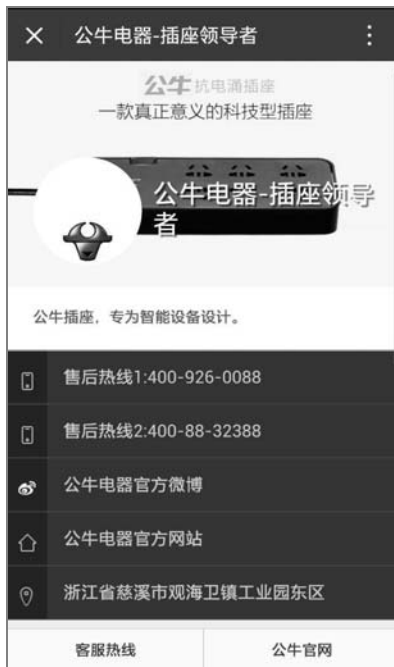 公牛电器-插座领导者
公牛抗电涌插座
一款真正意义的科技型插座
公牛电器-插座领导
者
公牛插座，专为智能设备设计。
售后热线1:400-926-0088
售后热线2:400-88-32388
公牛电器官方微博
公牛电器官方网站
浙江省慈溪市观海卫镇工业园东区
客服热线
公牛官网